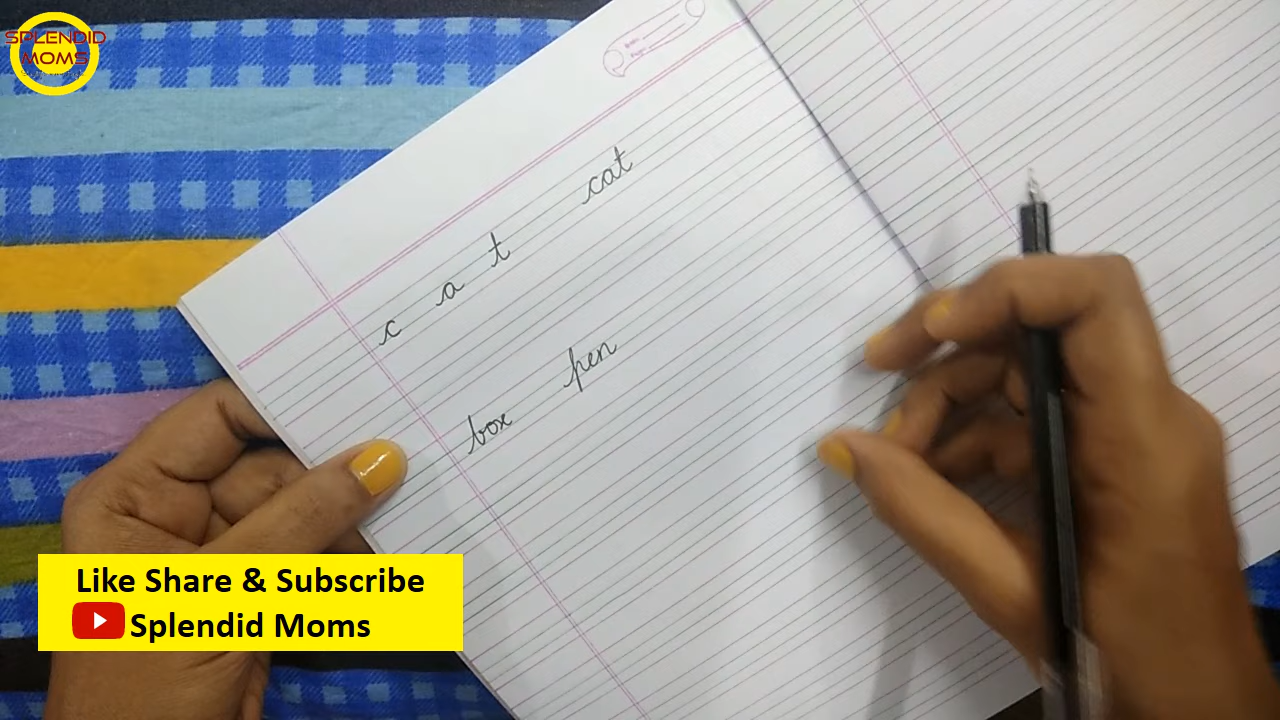 SPLENDID
MOMS
c a t cat
box pen
Like Share & Subscribe
Splendid Moms